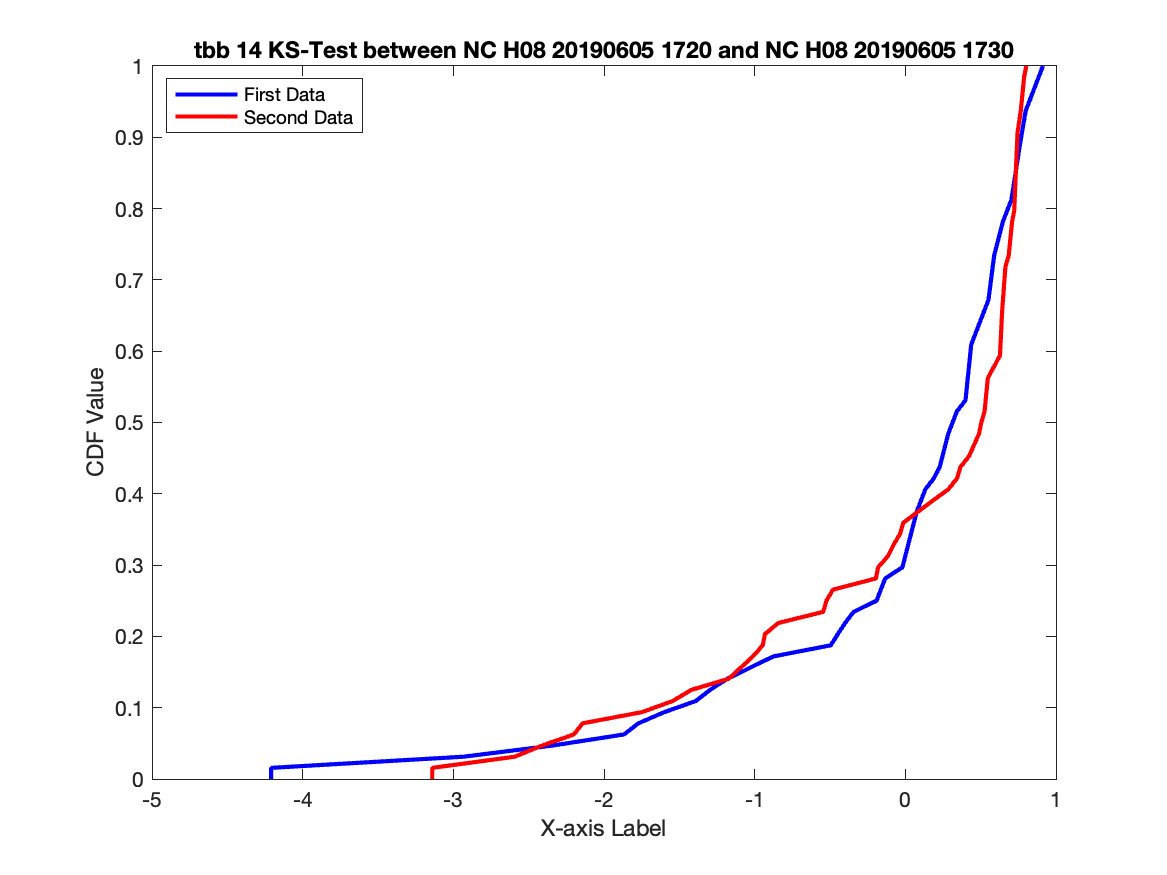 tbb 14 KS-Test between NC H08 20190605 1720 and NC H08 20190605 1730
First Data
Second Data
1
0.9
0.8
0.7
0.6
0.5
0.4
0.3
0.2
0.1
0
CDF Value
-5 -4 -3 -2 -1 0 1
X-axis Label